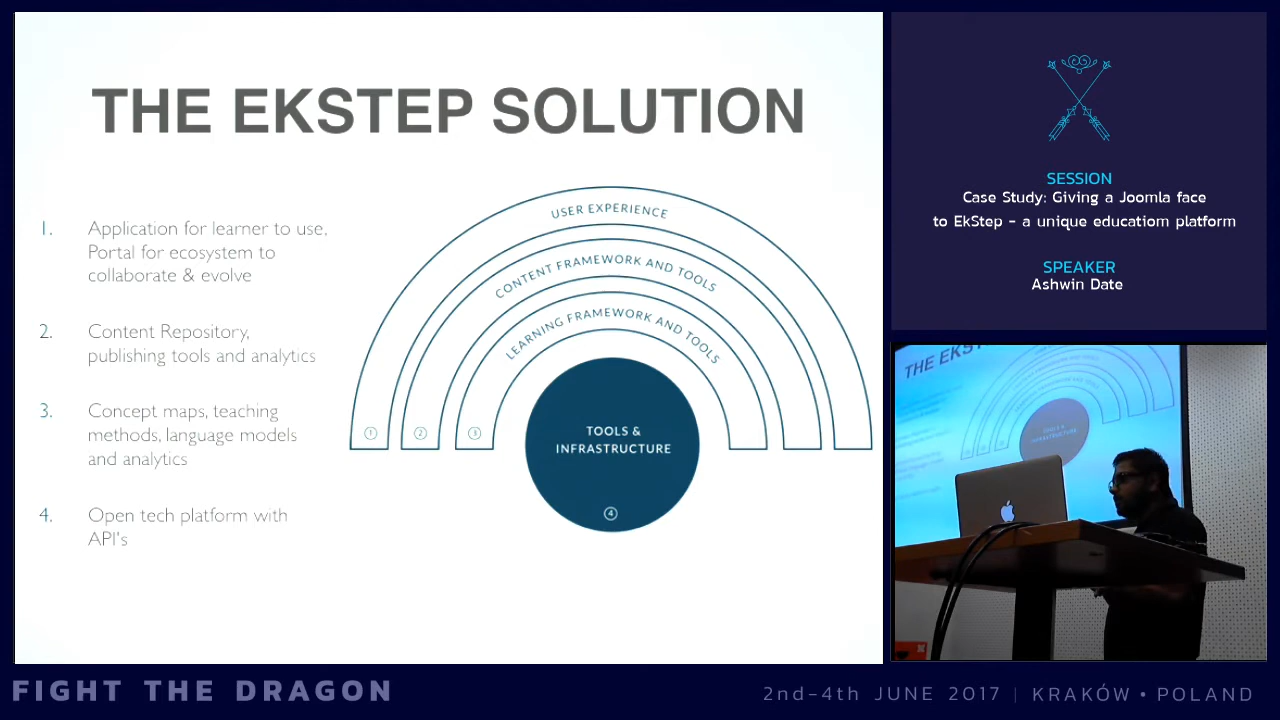 THE EKSTEP SOLUTION
1. Application for learner to use,
Portal for ecosystem to
collaborate & evolve
2. Content Repository,
publishing tools and analytics
3. Concept maps, teaching
methods, language models
and analytics
4. Open tech platform with
API's
USER EXPERIENCE
CONTENT FRAMEWORK AND TOOLS
LEARNING FRAMEWORK AND TOOLS
1 2 3
TOOLS &
INFRASTRUCTURE
4
SESSION
Case Study: Giving a Joomla face
to EkStep - a unique educatiom platform
SPEAKER
Ashwin Date
THE EKS
TOOLS &
INFRASTRUCTURE
FIGHT THE DRAGON
2nd-4th JUNE 2017 | KRAKÓW • POLAND